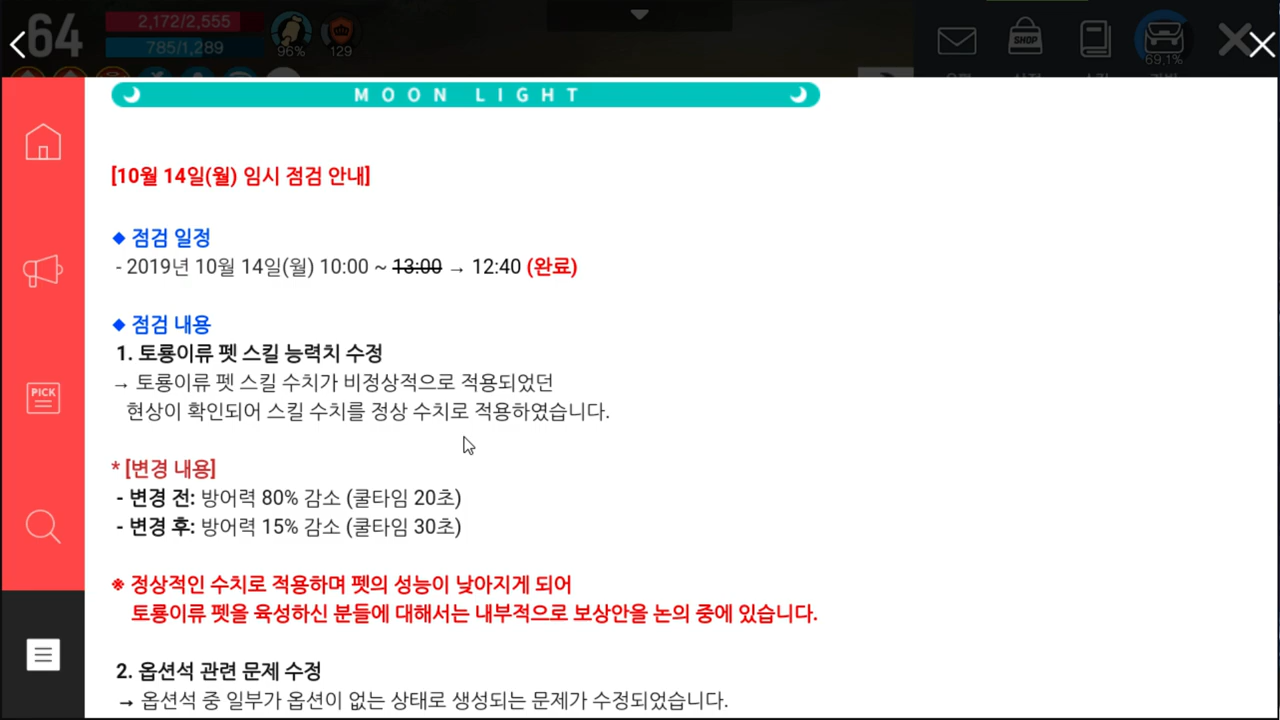 64
2,172/2,555
785/1,289
96%
129
SHOP
69.1%
MOON LIGHT
[10월 14일(월) 임시 점검 안내]
◆ 점검 일정
- 2019년 10월 14일(월) 10:00 ~ 13:00 → 12:40 (완료)
◆ 점검 내용
1. 토룡이류 펫 스킬 능력치 수정
→ 토룡이류 펫 스킬 수치가 비정상적으로 적용되었던
현상이 확인되어 스킬 수치를 정상 수치로 적용하였습니다.
PICK
* [변경 내용]
- 변경 전: 방어력 80% 감소 (쿨타임 20초)
- 변경 후: 방어력 15% 감소 (쿨타임 30초)
※ 정상적인 수치로 적용하며 펫의 성능이 낮아지게 되어
토룡이류 펫을 육성하신 분들에 대해서는 내부적으로 보상안을 논의 중에 있습니다.
2. 옵션석 관련 문제 수정
→ 옵션석 중 일부가 옵션이 없는 상태로 생성되는 문제가 수정되었습니다.